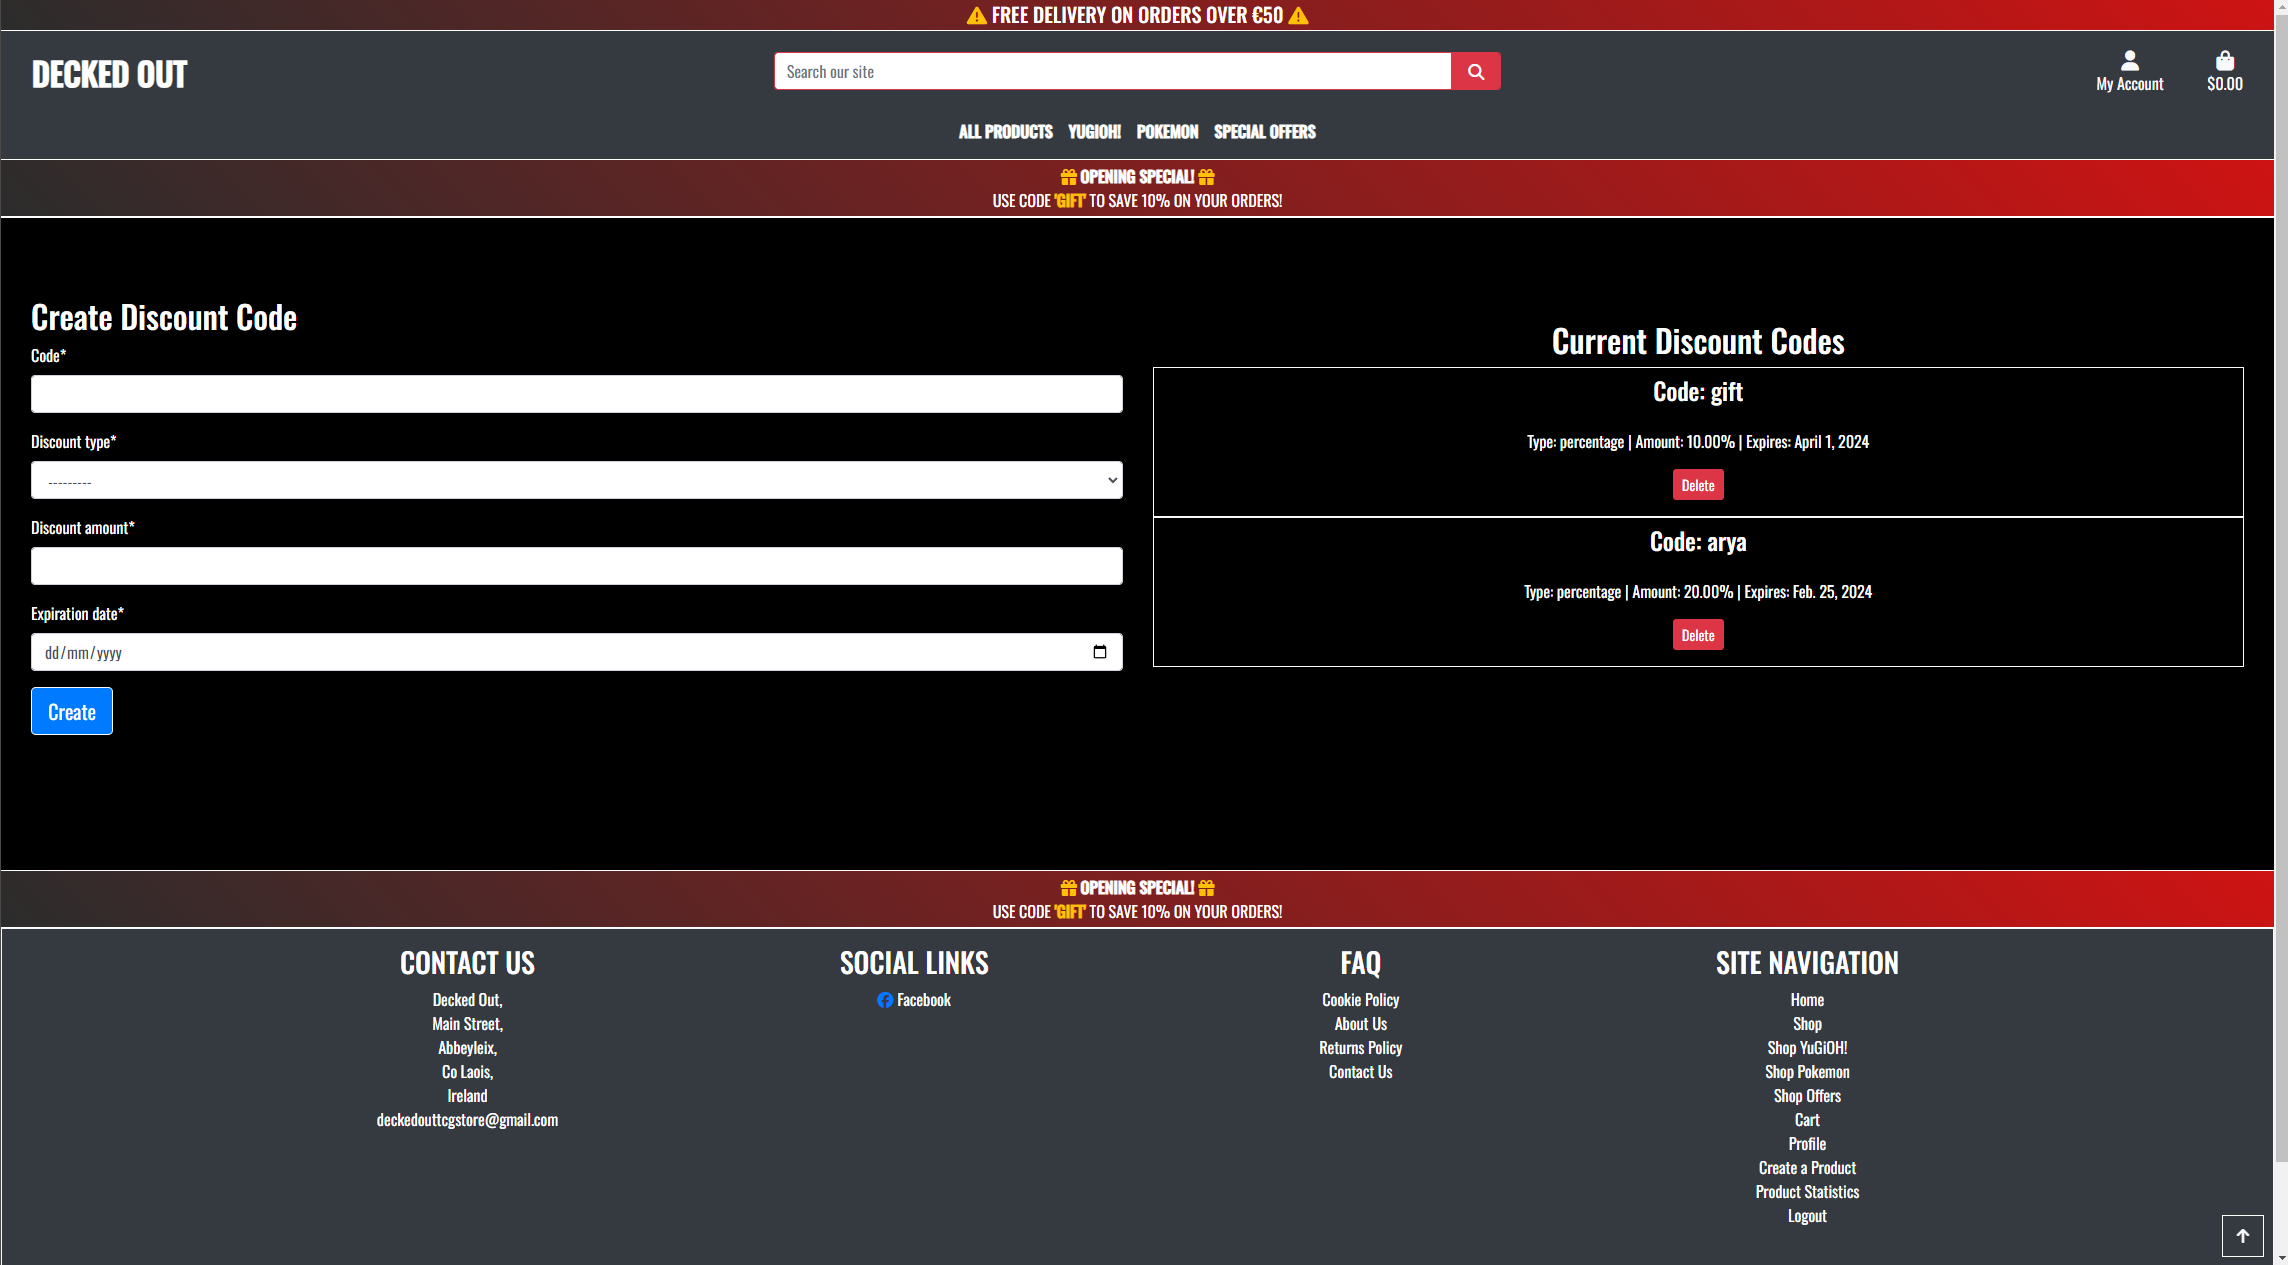 FREE DELIVERY ON ORDERS OVER €50
DECKED OUT
Search our site
My Account
$0.00
ALL PRODUCTS YUGIOH! POKEMON SPECIAL OFFERS
OPENING SPECIAL!
USE CODE 'GIFT' TO SAVE 10% ON YOUR ORDERS!
Create Discount Code
Code*
Discount type*
---------
Discount amount*
Expiration date*
dd/mm/yyyy
Create
Current Discount Codes
Code: gift
Type: percentage | Amount: 10.00% | Expires: April 1, 2024
Delete
Code: arya
Type: percentage | Amount: 20.00% | Expires: Feb. 25, 2024
Delete
OPENING SPECIAL!
USE CODE 'GIFT' TO SAVE 10% ON YOUR ORDERS!
CONTACT US
Decked Out,
Main Street,
Abbeyleix,
Co Laois,
Ireland
deckedouttcgstore@gmail.com
SOCIAL LINKS
Facebook
FAQ
Cookie Policy
About Us
Returns Policy
Contact Us
SITE NAVIGATION
Home
Shop
Shop YuGiOH!
Shop Pokemon
Shop Offers
Cart
Profile
Create a Product
Product Statistics
Logout